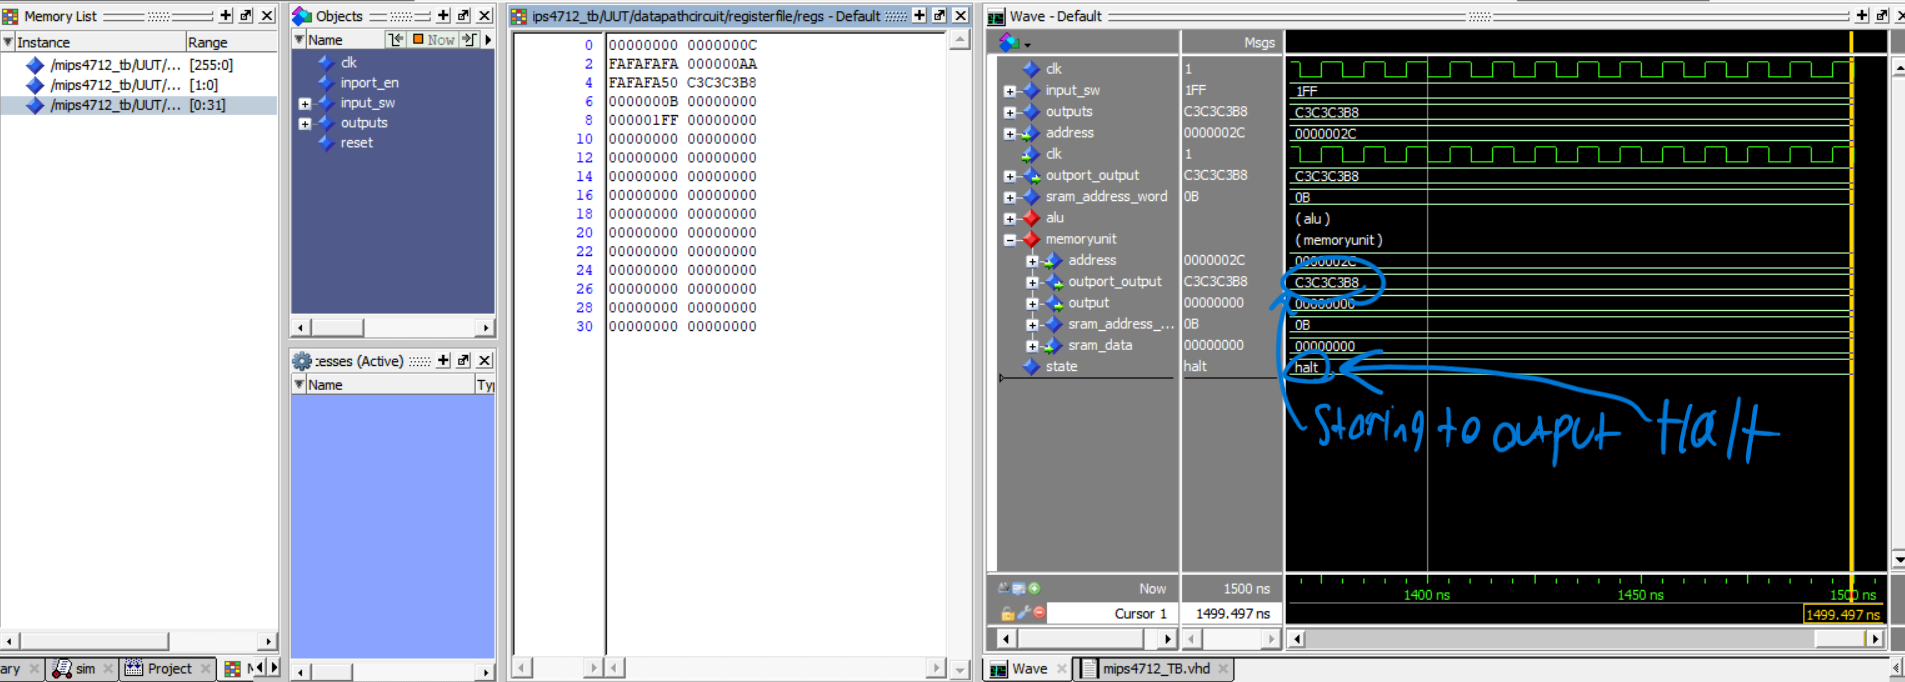 Memory List
Instance Range
/mips4712_tb/UUT/... [255:0]
/mips4712_tb/UUT/... [1:0]
/mips4712_tb/UUT/... [0:31]
ary sim Project
Objects
Name Now
clk
inport_en
input_sw
outputs
reset
:esses (Active)
Name
ips4712_tb/UUT/datapathcircuit/registerfile/regs - Default
0 00000000 0000000C
2 FAFAFAFA 000000AA
4 FAFAFA50 C3C3C3B8
6 0000000B 00000000
8 000001FF 00000000
10 00000000 00000000
12 00000000 00000000
14 00000000 00000000
16 00000000 00000000
18 00000000 00000000
20 00000000 00000000
22 00000000 00000000
24 00000000 00000000
26 00000000 00000000
28 00000000 00000000
30 00000000 00000000
Wave - Default
Msgs
clk 1
input_sw 1FF 1FF
outputs C3C3C3B8 C3C3C3B8
address 0000002C 0000002C
clk 1
outport_output C3C3C3B8 C3C3C3B8
sram_address_word 0B 0B
alu (alu)
memoryunit (memoryunit)
address 0000002C 0000002C
outport_output C3C3C3B8 C3C3C3B8
output 00000000 00000000
sram_address_... 0B 0B
sram_data 00000000 00000000
state halt halt
Storing to output Halt
Now 1500 ns 1400 ns 1450 ns 1500 ns
Cursor 1 1499.497 ns 1499.497 ns
Wave mips4712_TB.vhd